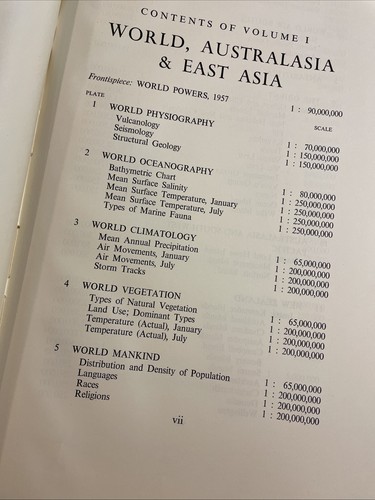 CONTENTS OF VOLUME I
WORLD, AUSTRALASIA
& EAST ASIA
Frontispiece: WORLD POWERS, 1957 1 : 90,000,000
PLATE SCALE
1 WORLD PHYSIOGRAPHY
Vulcanology 1 : 70,000,000
Seismology 1 : 150,000,000
Structural Geology 1 : 150,000,000
2 WORLD OCEANOGRAPHY
Bathymetric Chart 1 : 80,000,000
Mean Surface Salinity 1 : 250,000,000
Mean Surface Temperature, January 1 : 250,000,000
Mean Surface Temperature, July 1 : 250,000,000
Types of Marine Fauna 1 : 250,000,000
3 WORLD CLIMATOLOGY
Mean Annual Precipitation 1 : 65,000,000
Air Movements, January 1 : 200,000,000
Air Movements, July 1 : 200,000,000
Storm Tracks 1 : 200,000,000
4 WORLD VEGETATION
Types of Natural Vegetation 1 : 65,000,000
Land Use; Dominant Types 1 : 200,000,000
Temperature (Actual), January 1 : 200,000,000
Temperature (Actual), July 1 : 200,000,000
5 WORLD MANKIND
Distribution and Density of Population 1 : 65,000,000
Languages 1 : 200,000,000
Races 1 : 200,000,000
Religions 1 : 200,000,000
vii